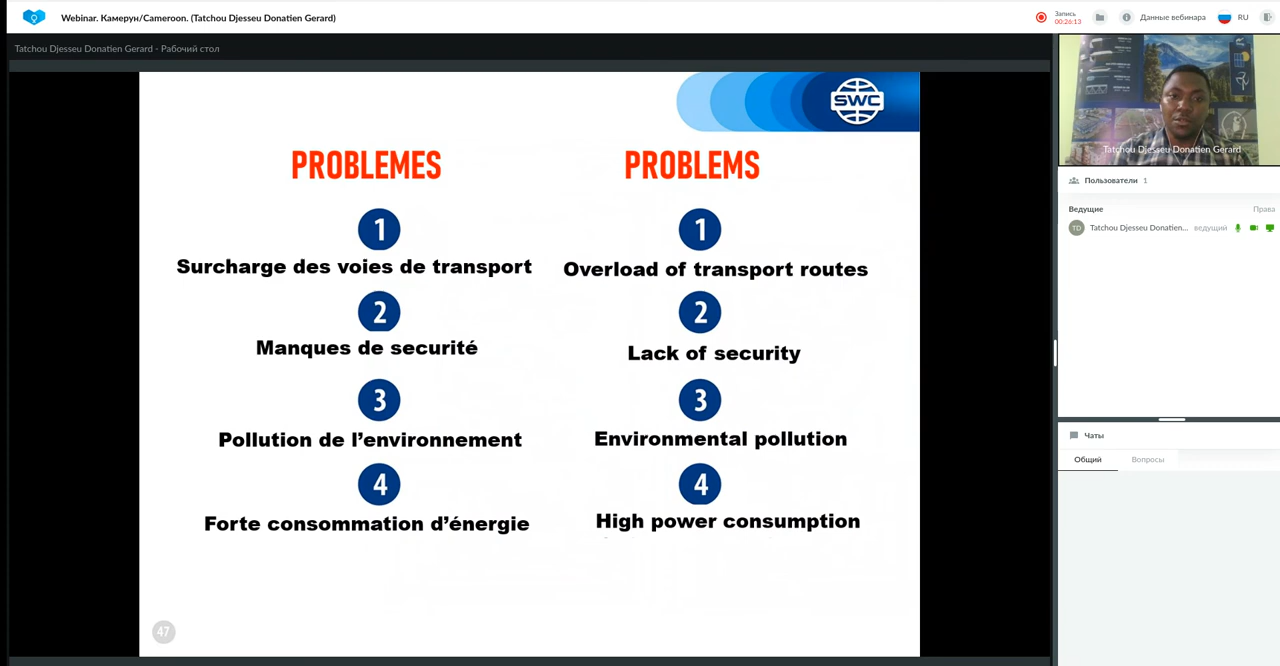 Webinar. Камерун/Cameroon. (Tatchou Djesseu Donatien Gerard)
Запись
00:26:13
Данные вебинара
RU
Tatchou Djesseu Donatien Gerard - Рабочий стол
SWC
PROBLEMES
1
Surcharge des voies de transport
2
Manques de securité
3
Pollution de l’environnement
4
Forte consommation d’énergie
PROBLEMS
1
Overload of transport routes
2
Lack of security
3
Environmental pollution
4
High power consumption
47
Tatchou Djesseu Donatien Gerard
Пользователи 1
Ведущие Права
TD Tatchou Djesseu Donatien... ведущий
Чаты
Общий Вопросы